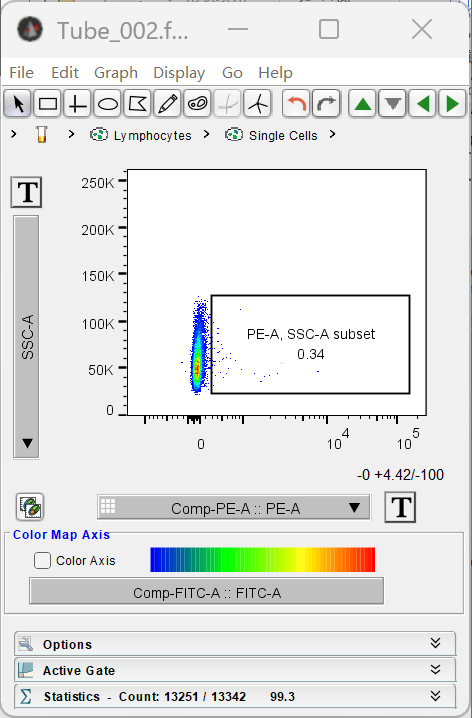 Tube_002.f...
File Edit Graph Display Go Help
> > Lymphocytes > Single Cells >
T
250K
200K
150K
100K
50K
0
SSC-A
PE-A, SSC-A subset
0.34
0 10^4 10^5
-0 +4.42/-100
Comp-PE-A :: PE-A
T
Color Map Axis
Color Axis
Comp-FITC-A :: FITC-A
Options
Active Gate
Σ Statistics - Count: 13251 / 13342 99.3